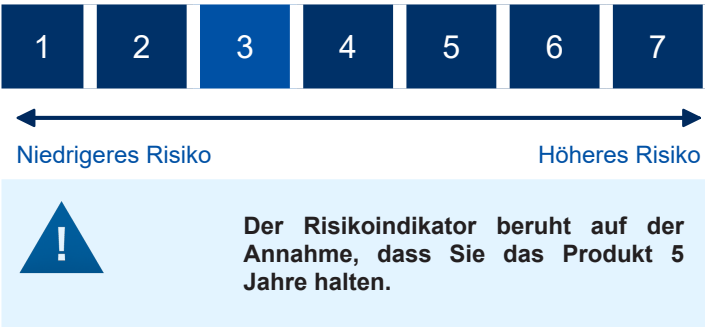 1 2 3 4 5 6 7
Niedrigeres Risiko Höheres Risiko
!
Der Risikoindikator beruht auf der
Annahme, dass Sie das Produkt 5
Jahre halten.